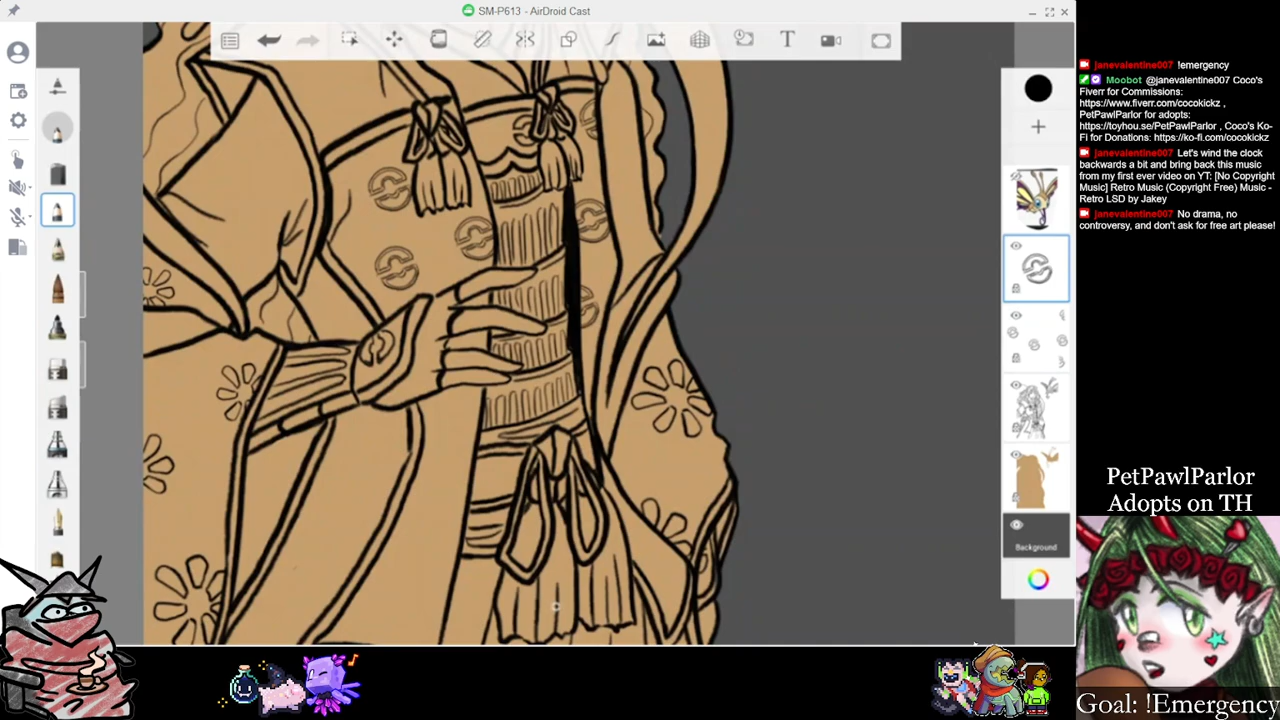 SM-P613 - AirDroid Cast
T
janevalentine007 !emergency
Moobot @janevalentine007 Coco's
Fiverr for Commissions:
https://www.fiverr.com/cocokickz ,
PetPawlParlor for adopts:
https://toyhou.se/PetPawlParlor , Coco's Ko-
Fi for Donations: https://ko-fi.com/cocokickz
janevalentine007 Let's wind the clock
backwards a bit and bring back this music
from my first ever video on YT: [No Copyright
Music] Retro Music (Copyright Free) Music -
Retro LSD by Jakey
janevalentine007 No drama, no
controversy, and don't ask for free art please!
Background
PetPawlParlor
Adopts on TH
Goal: !Emergency